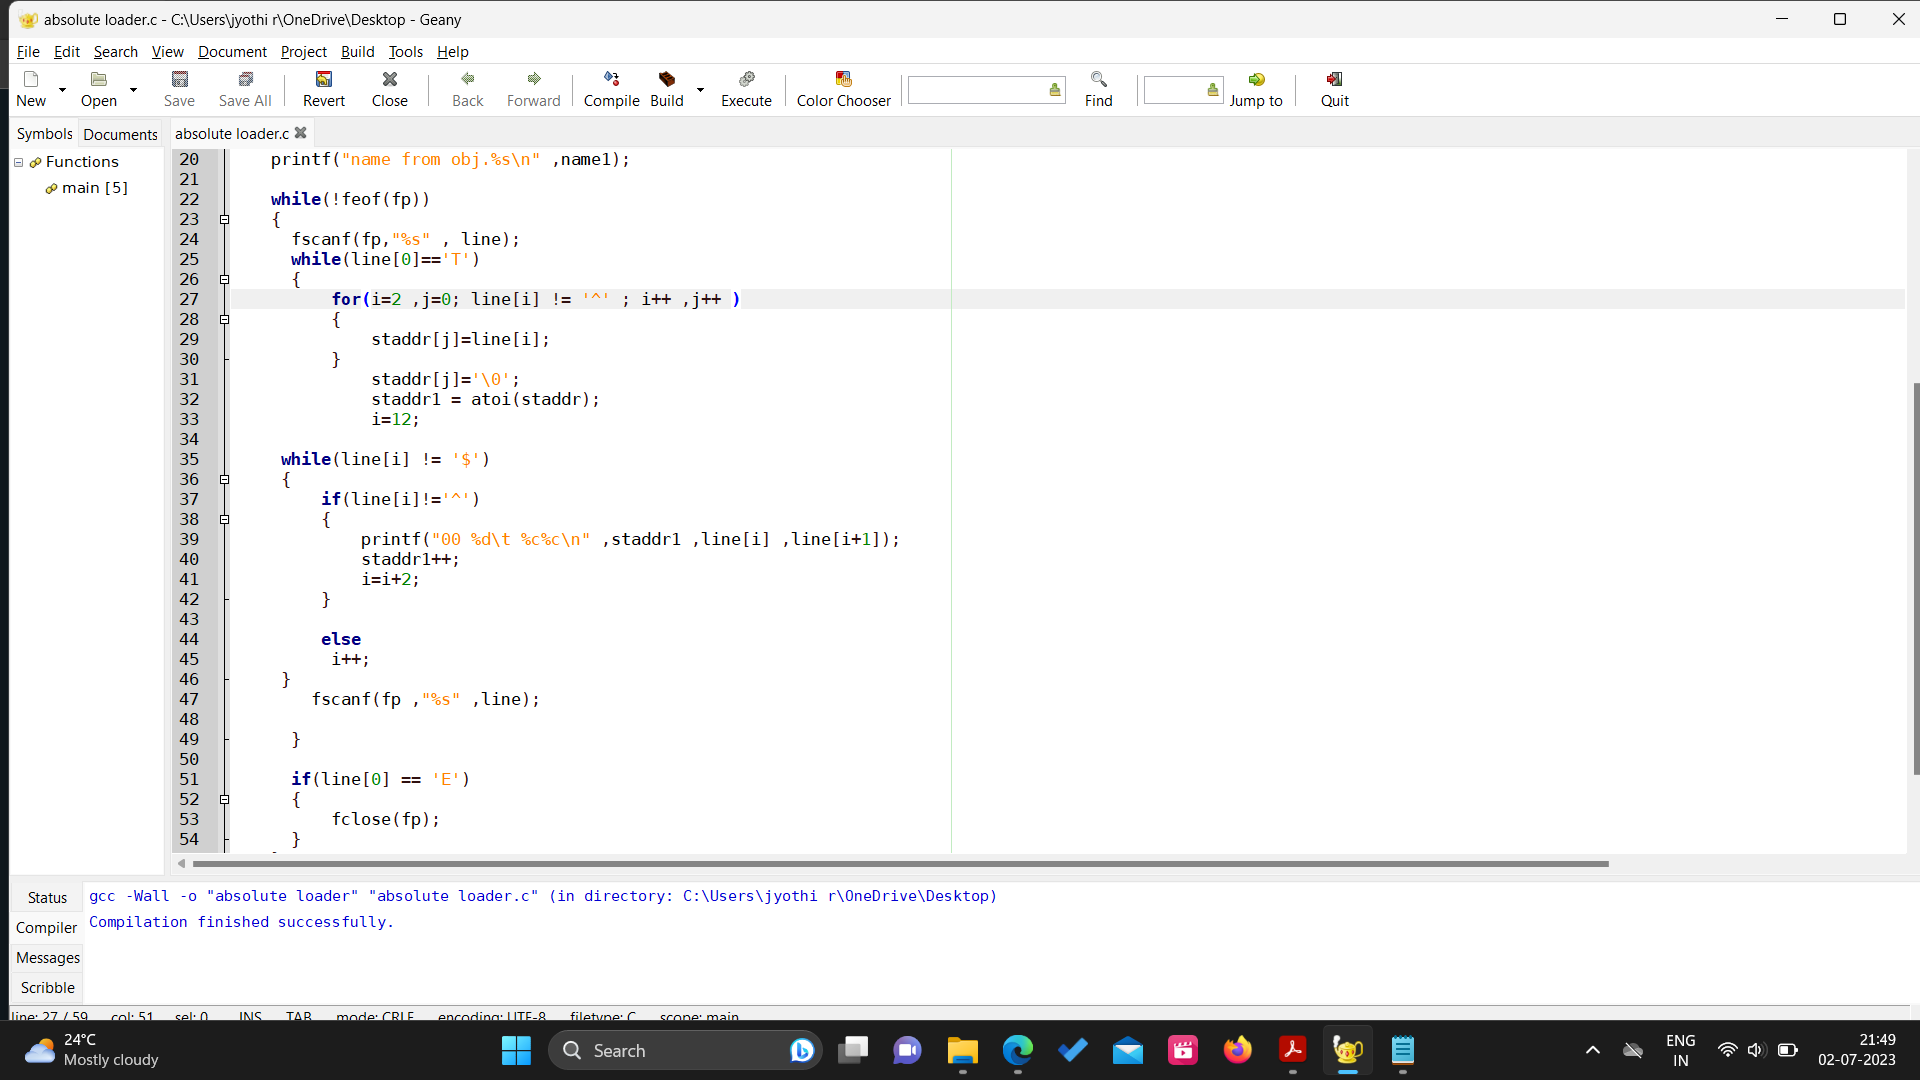 absolute loader.c - C:\Users\jyothi r\OneDrive\Desktop - Geany
File Edit Search View Document Project Build Tools Help
New Open Save Save All Revert Close Back Forward Compile Build Execute Color Chooser Find Jump to Quit
Symbols Documents absolute loader.c
Functions
main [5]
20 printf("name from obj.%s\n" ,name1);
21
22 while(!feof(fp))
23 {
24 fscanf(fp,"%s" , line);
25 while(line[0]=='T')
26 {
27 for(i=2 ,j=0; line[i] != '^' ; i++ ,j++ )
28 {
29 staddr[j]=line[i];
30 }
31 staddr[j]='\0';
32 staddr1 = atoi(staddr);
33 i=12;
34
35 while(line[i] != '$')
36 {
37 if(line[i]!='^')
38 {
39 printf("00 %d\t %c%c\n" ,staddr1 ,line[i] ,line[i+1]);
40 staddr1++;
41 i=i+2;
42 }
43
44 else
45 i++;
46 }
47 fscanf(fp ,"%s" ,line);
48
49 }
50
51 if(line[0] == 'E')
52 {
53 fclose(fp);
54 }
Status
Compiler
Messages
Scribble
gcc -Wall -o "absolute loader" "absolute loader.c" (in directory: C:\Users\jyothi r\OneDrive\Desktop)
Compilation finished successfully.
line: 27 / 59 col: 51 sel: 0 INS TAB mode: CRLF encoding: UTF-8 filetype: C scope: main
24°C
Mostly cloudy
Search
ENG
IN
21:49
02-07-2023